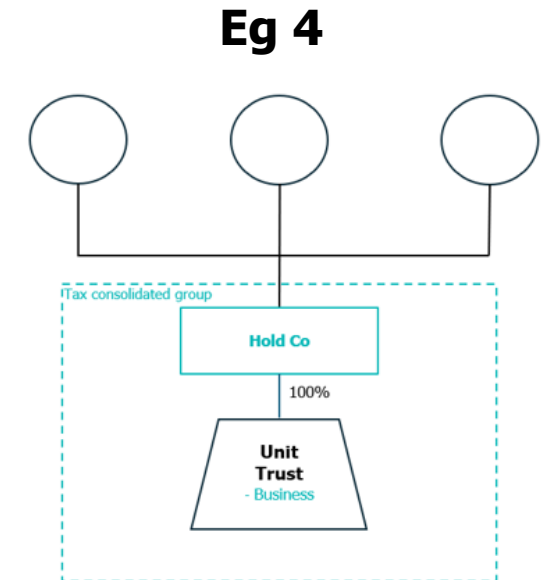 Eg 4
Tax consolidated group
Hold Co
100%
Unit
Trust
- Business